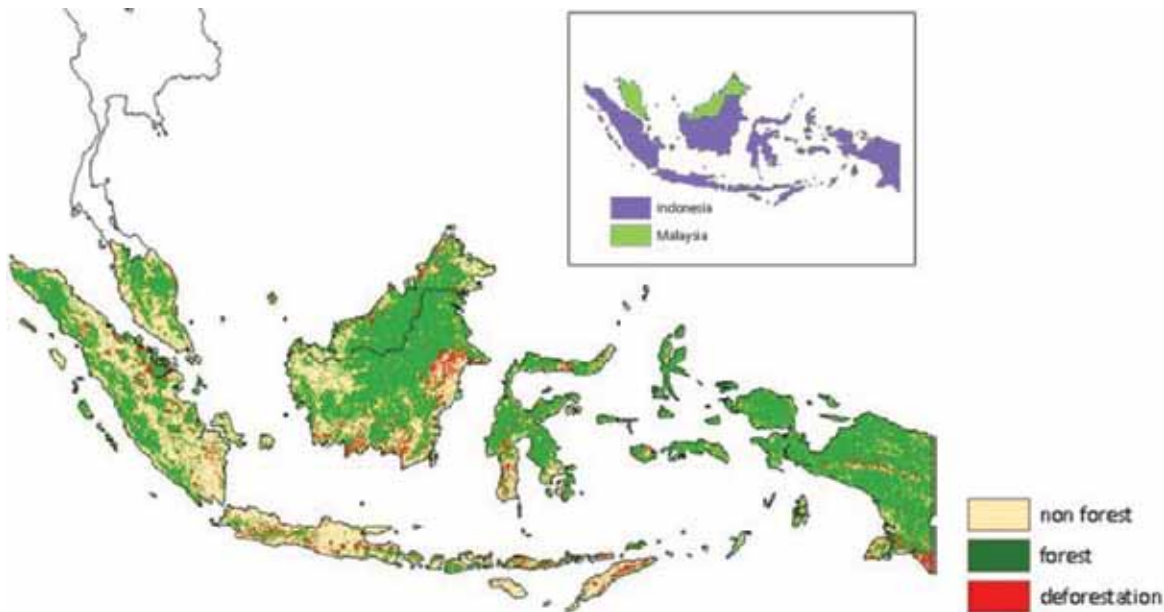 Indonesia
Malaysia
non forest
forest
deforestation